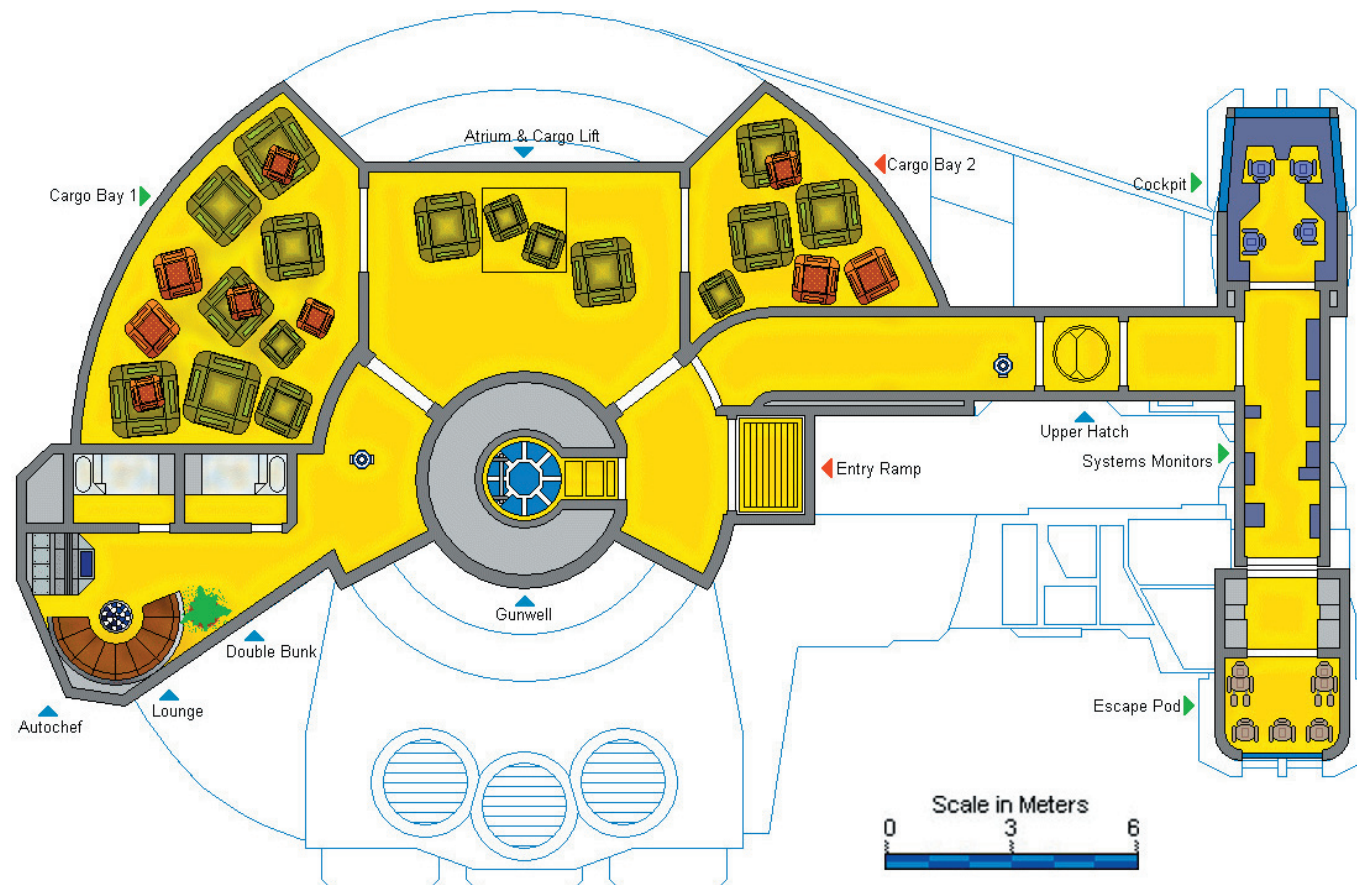 Atrium & Cargo Lift
Cargo Bay 2
Cockpit
Cargo Bay 1
Upper Hatch
Systems Monitors
Entry Ramp
Gunwell
Double Bunk
Lounge
Autochef
Escape Pod
Scale in Meters
0 3 6